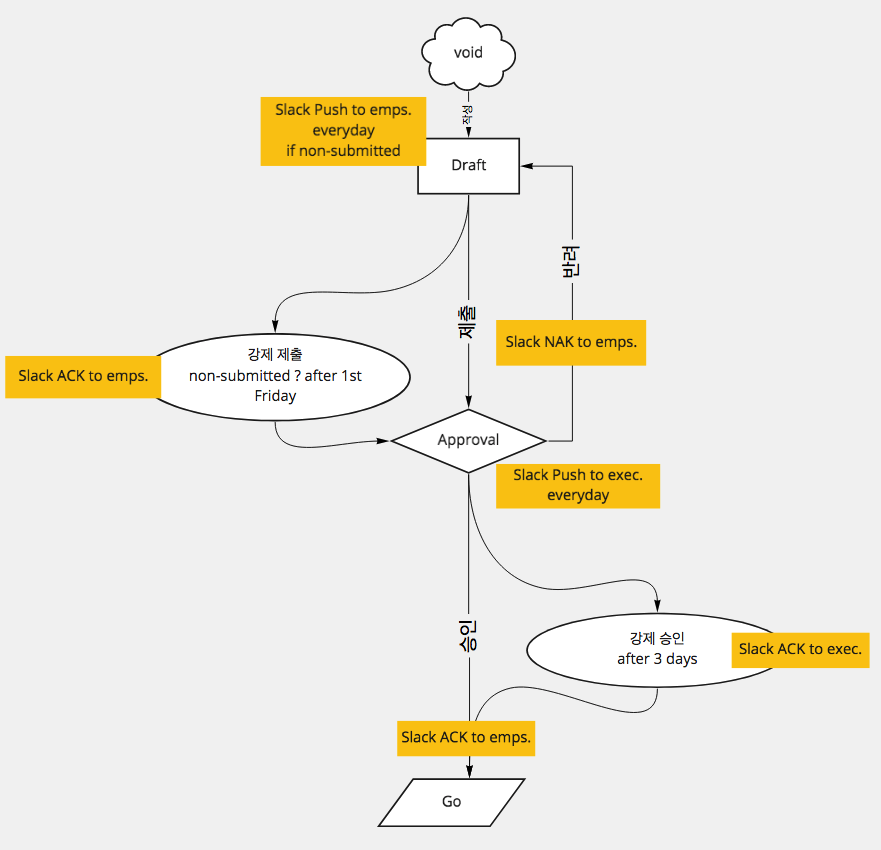 void
작성
Slack Push to emps.
everyday
if non-submitted
Draft
반려
제출
Slack NAK to emps.
강제 제출
non-submitted ? after 1st
Friday
Slack ACK to emps.
Approval
Slack Push to exec.
everyday
승인
강제 승인
after 3 days
Slack ACK to exec.
Slack ACK to emps.
Go